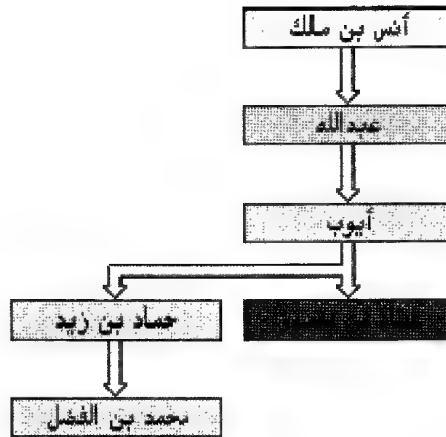 أنس بن مالك
عبد الله
أيوب
حماد بن زيد
محمد بن الفضل